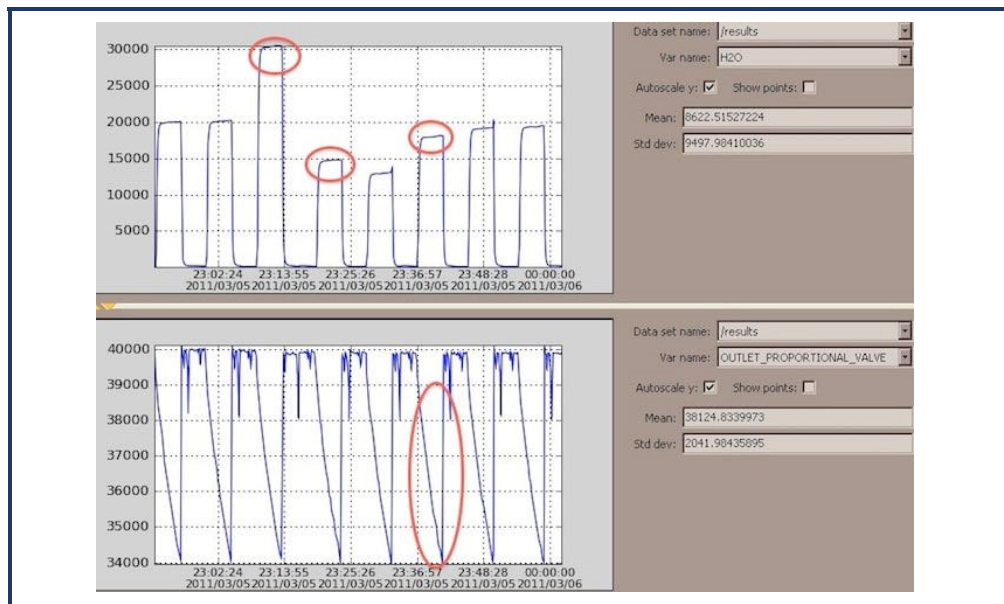 30000
25000
20000
15000
10000
5000
23:02:24 23:13:55 23:25:26 23:36:57 23:48:28 00:00:00
2011/03/05 2011/03/05 2011/03/05 2011/03/05 2011/03/05 2011/03/06
Data set name: /results
Var name: H2O
Autoscale y: Show points:
Mean: 8622.51527224
Std dev: 9497.98410036
40000
39000
38000
37000
36000
35000
34000
23:02:24 23:13:55 23:25:26 23:36:57 23:48:28 00:00:00
2011/03/05 2011/03/05 2011/03/05 2011/03/05 2011/03/05 2011/03/06
Data set name: /results
Var name: OUTLET_PROPORTIONAL_VALVE
Autoscale y: Show points:
Mean: 38124.8339973
Std dev: 2041.98435895